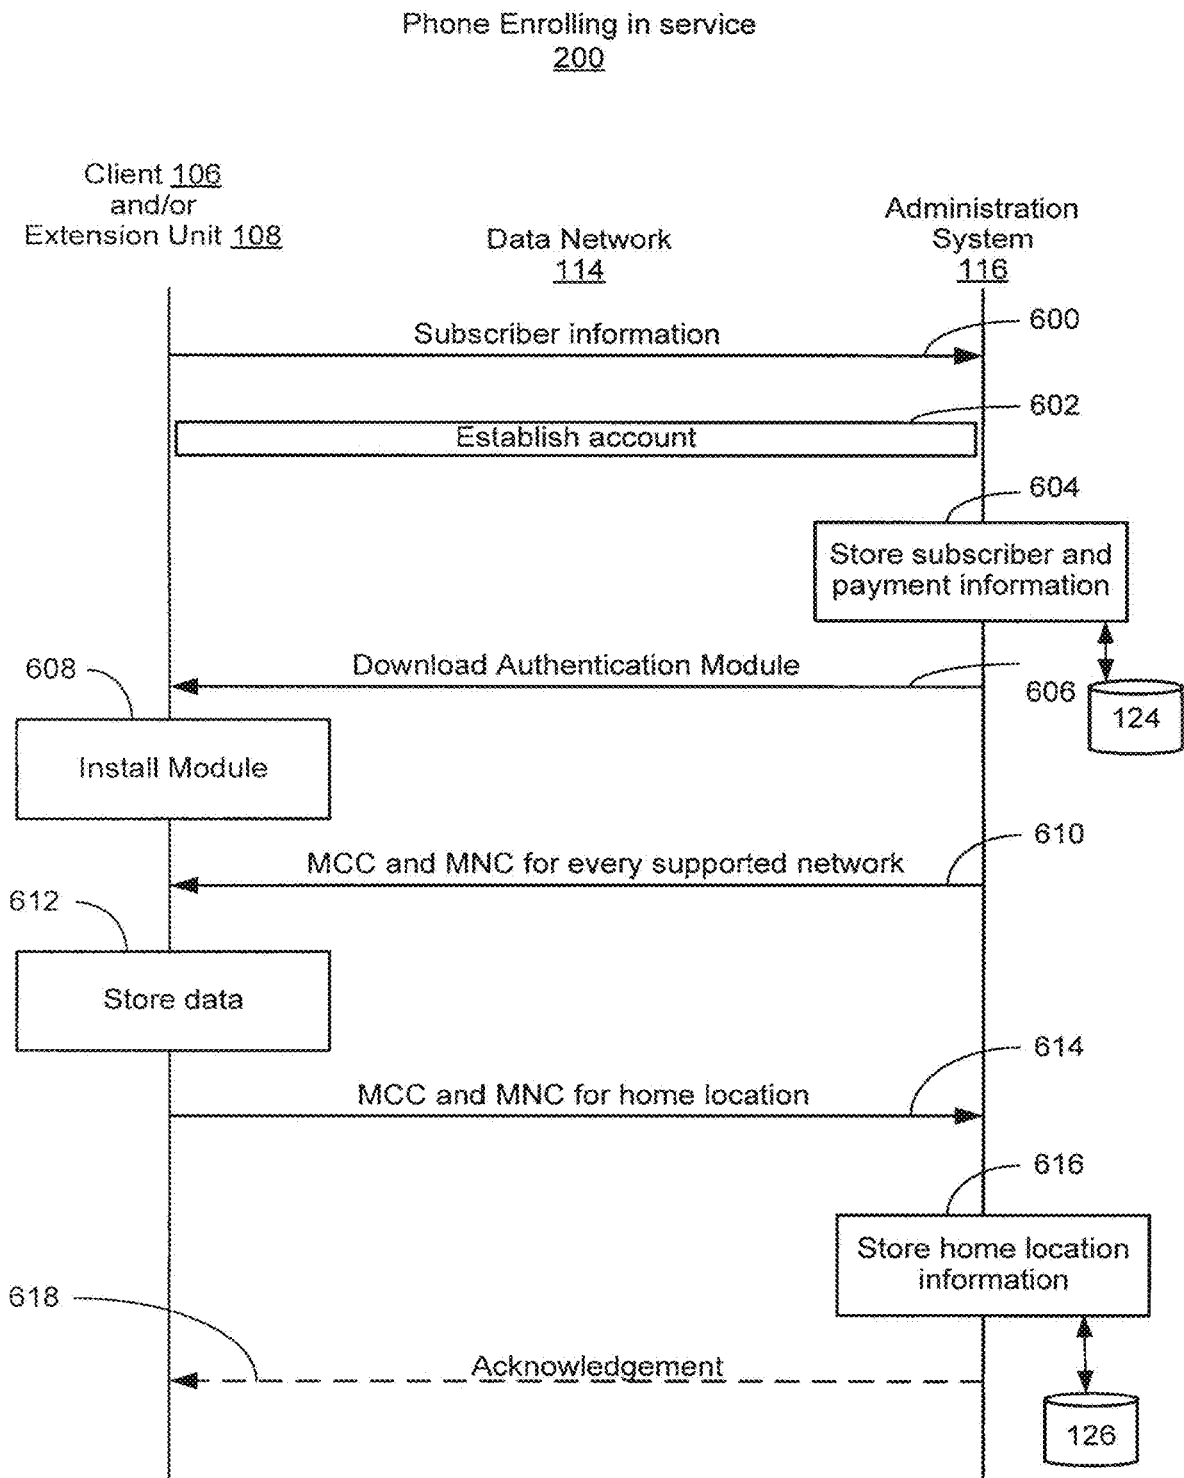 Phone Enrolling in service
200
Client 106
and/or
Extension Unit 108
Data Network
114
Administration
System
116
Subscriber information
600
Establish account
602
604
Store subscriber and
payment information
Download Authentication Module
606
124
608
Install Module
610
MCC and MNC for every supported network
612
Store data
614
MCC and MNC for home location
616
Store home location
information
618
Acknowledgement
126